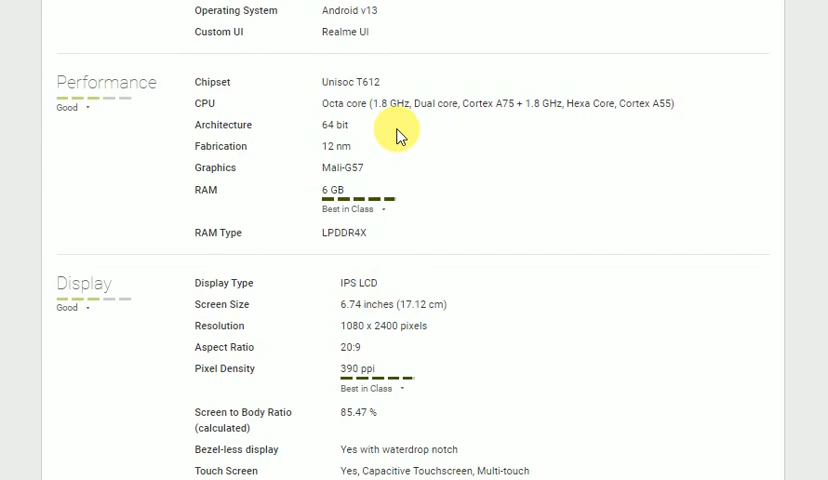 Operating System Android v13
Custom UI Realme UI
Performance
Good
Chipset Unisoc T612
CPU Octa core (1.8 GHz, Dual core, Cortex A75 + 1.8 GHz, Hexa Core, Cortex A55)
Architecture 64 bit
Fabrication 12 nm
Graphics Mali-G57
RAM 6 GB
Best in Class
RAM Type LPDDR4X
Display
Good
Display Type IPS LCD
Screen Size 6.74 inches (17.12 cm)
Resolution 1080 x 2400 pixels
Aspect Ratio 20:9
Pixel Density 390 ppi
Best in Class
Screen to Body Ratio 85.47 %
(calculated)
Bezel-less display Yes with waterdrop notch
Touch Screen Yes, Capacitive Touchscreen, Multi-touch